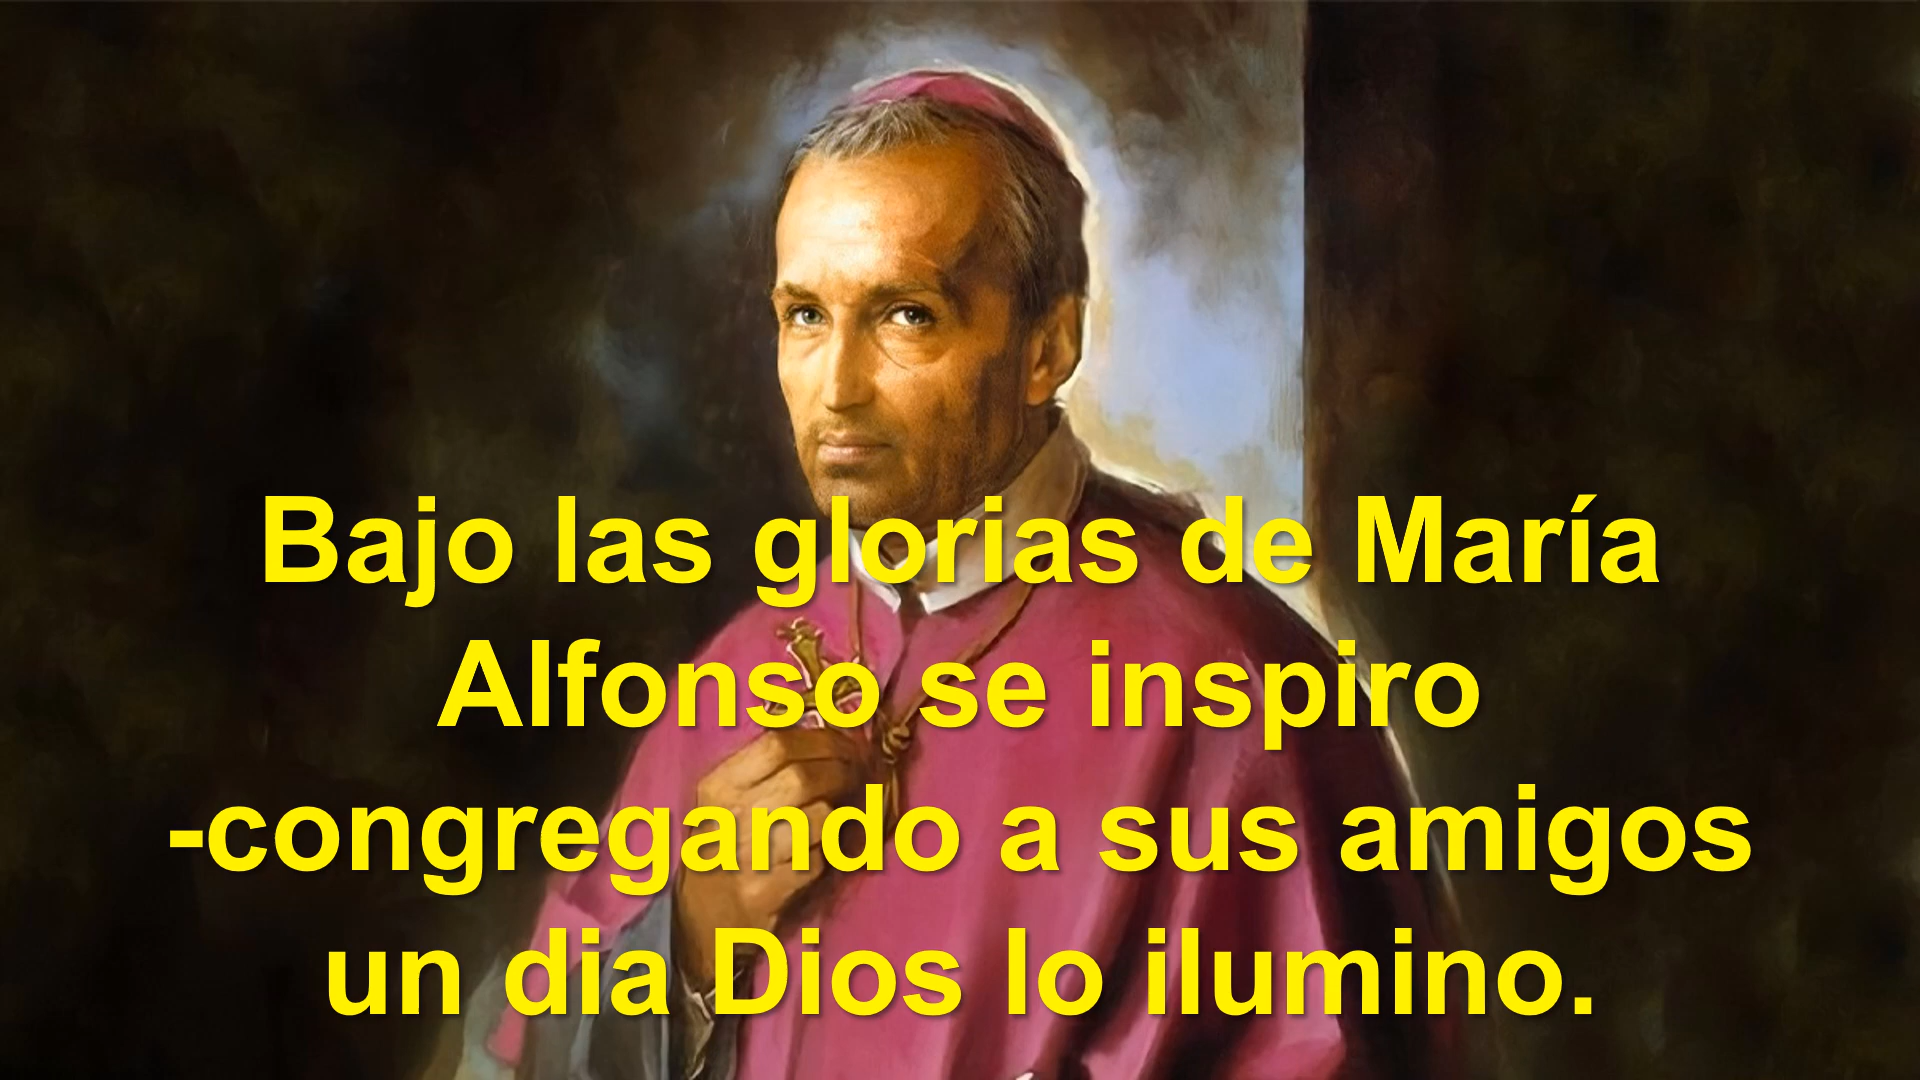 Bajo las glorias de María
Alfonso se inspiro
-congregando a sus amigos
un dia Dios lo ilumino.